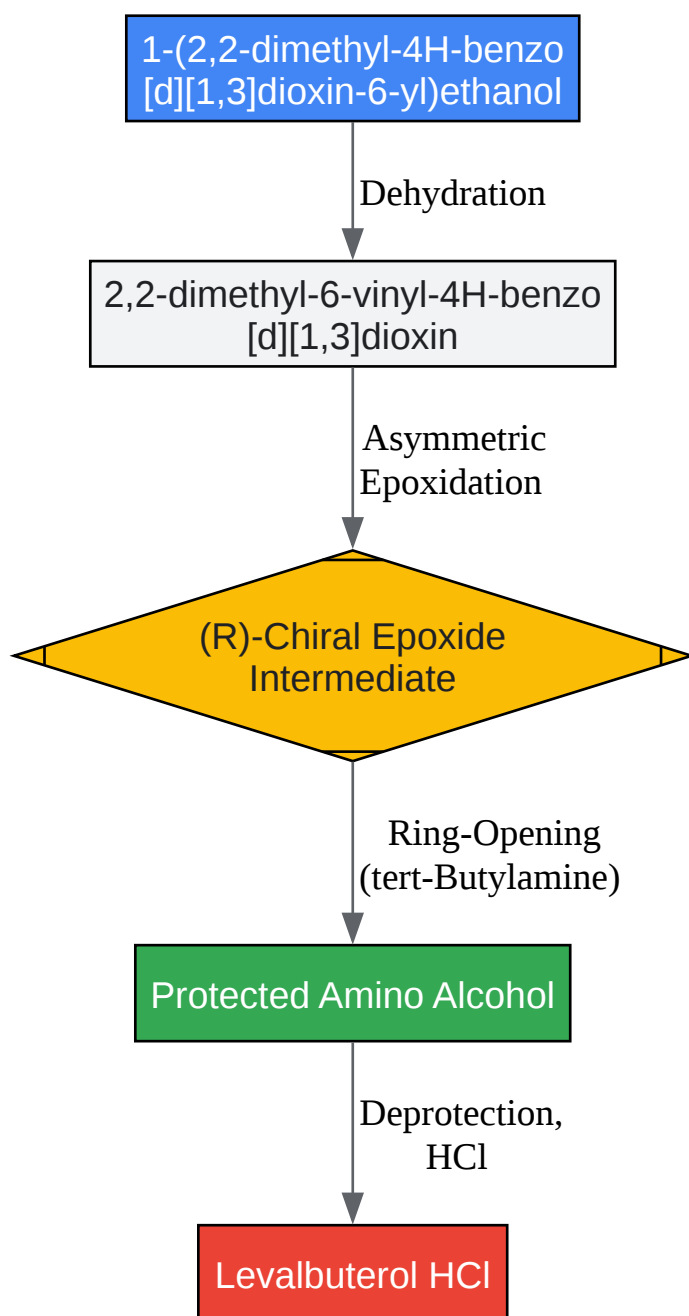 1-(2,2-dimethyl-4H-benzo
[d][1,3]dioxin-6-yl)ethanol
Dehydration
2,2-dimethyl-6-vinyl-4H-benzo
[d][1,3]dioxin
Asymmetric
Epoxidation
(R)-Chiral Epoxide
Intermediate
Ring-Opening
(tert-Butylamine)
Protected Amino Alcohol
Deprotection,
HCl
Levalbuterol HCl